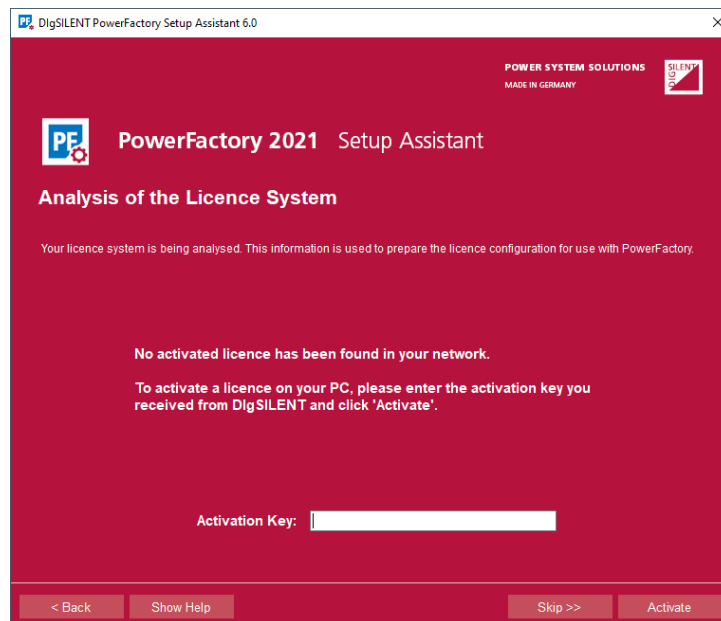 DIgSILENT PowerFactory Setup Assistant 6.0
POWER SYSTEM SOLUTIONS
MADE IN GERMANY
DIgSILENT
PF
PowerFactory 2021 Setup Assistant
Analysis of the Licence System
Your licence system is being analysed. This information is used to prepare the licence configuration for use with PowerFactory.
No activated licence has been found in your network.
To activate a licence on your PC, please enter the activation key you
received from DIgSILENT and click 'Activate'.
Activation Key:
< Back Show Help Skip >> Activate